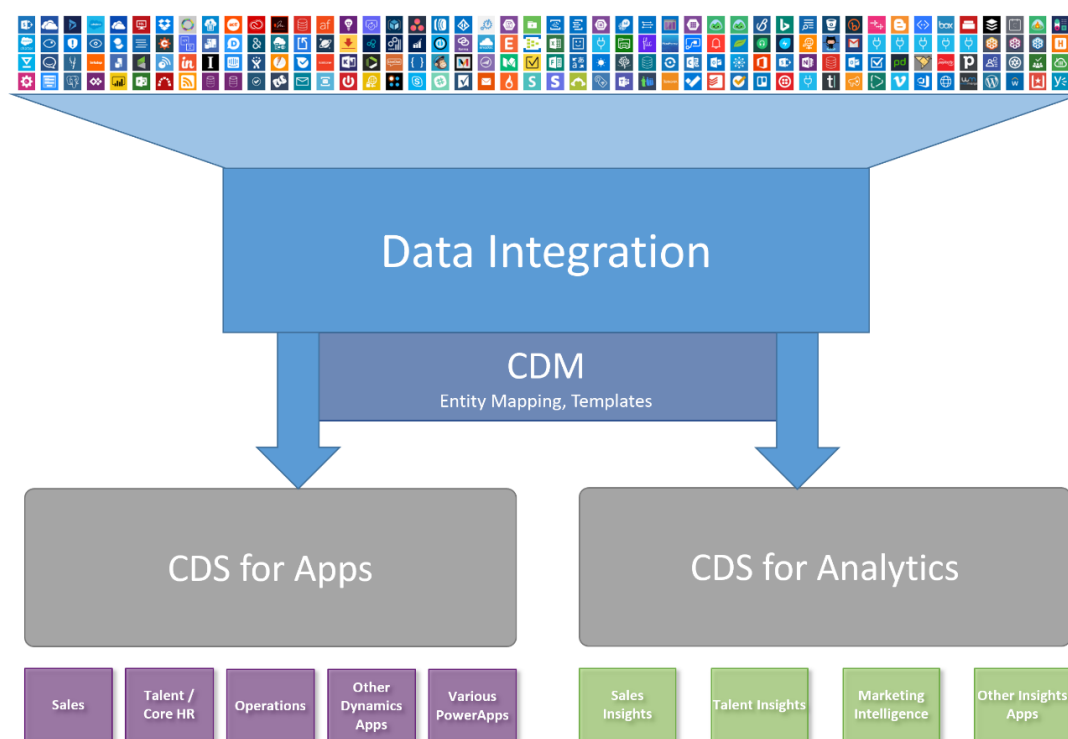 Data Integration
CDM
Entity Mapping, Templates
CDS for Apps
CDS for Analytics
Sales
Talent /
Core HR
Operations
Other
Dynamics
Apps
Various
PowerApps
Sales
Insights
Talent Insights
Marketing
Intelligence
Other Insights
Apps